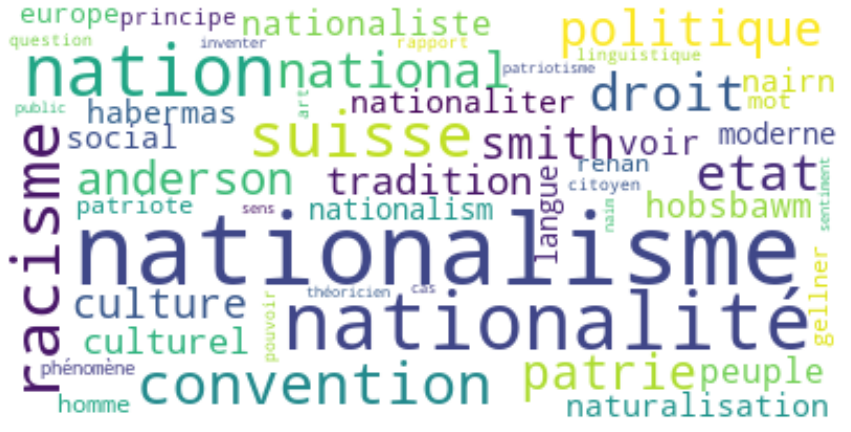 europe principe nationaliste politique
question inventer rapport linguistique
nation national patriotisme nairn
public habermas art nationaliter droit mot
social suisse smith voir moderne
racisme anderson tradition langue renan etat
patriote sens nationalism citoyen hobsbawm naim sentiment
nationalisme
culture théoricien cas
culturel pouvoir nationalité gellner
phénomène convention patrie peuple
homme naturalisation